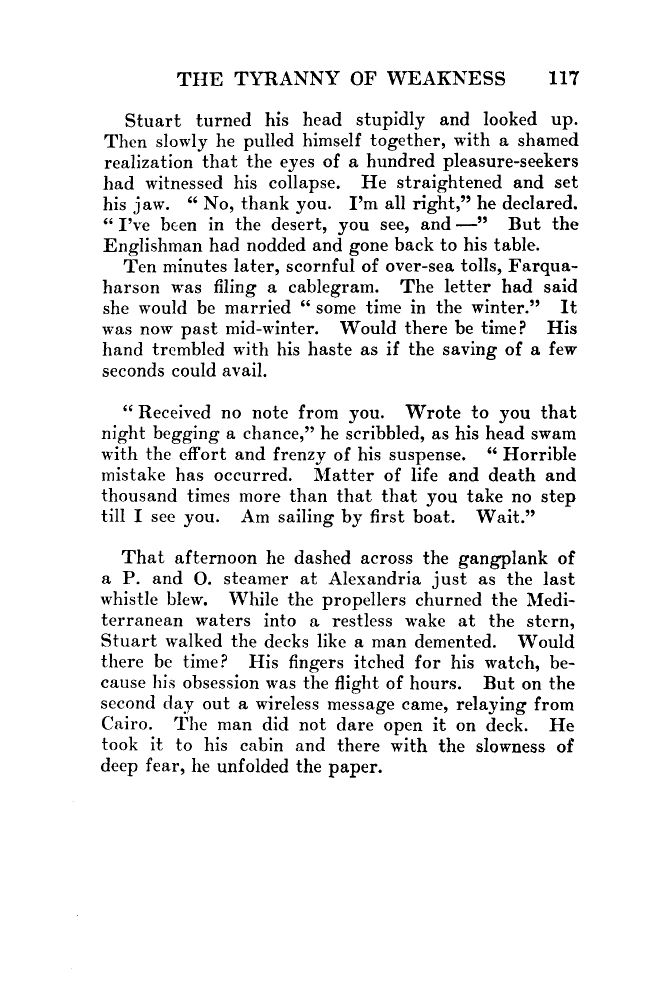 THE TYRANNY OF WEAKNESS 117
Stuart turned his head stupidly and looked up.
Then slowly he pulled himself together, with a shamed
realization that the eyes of a hundred pleasure-seekers
had witnessed his collapse. He straightened and set
his jaw. “ No, thank you. I'm all right,” he declared.
“ I've been in the desert, you see, and —” But the
Englishman had nodded and gone back to his table.
Ten minutes later, scornful of over-sea tolls, Farqua-
harson was filing a cablegram. The letter had said
she would be married “ some time in the winter.” It
was now past mid-winter. Would there be time? His
hand trembled with his haste as if the saving of a few
seconds could avail.
“ Received no note from you. Wrote to you that
night begging a chance,” he scribbled, as his head swam
with the effort and frenzy of his suspense. “ Horrible
mistake has occurred. Matter of life and death and
thousand times more than that that you take no step
till I see you. Am sailing by first boat. Wait.”
That afternoon he dashed across the gangplank of
a P. and O. steamer at Alexandria just as the last
whistle blew. While the propellers churned the Medi-
terranean waters into a restless wake at the stern,
Stuart walked the decks like a man demented. Would
there be time? His fingers itched for his watch, be-
cause his obsession was the flight of hours. But on the
second day out a wireless message came, relaying from
Cairo. The man did not dare open it on deck. He
took it to his cabin and there with the slowness of
deep fear, he unfolded the paper.